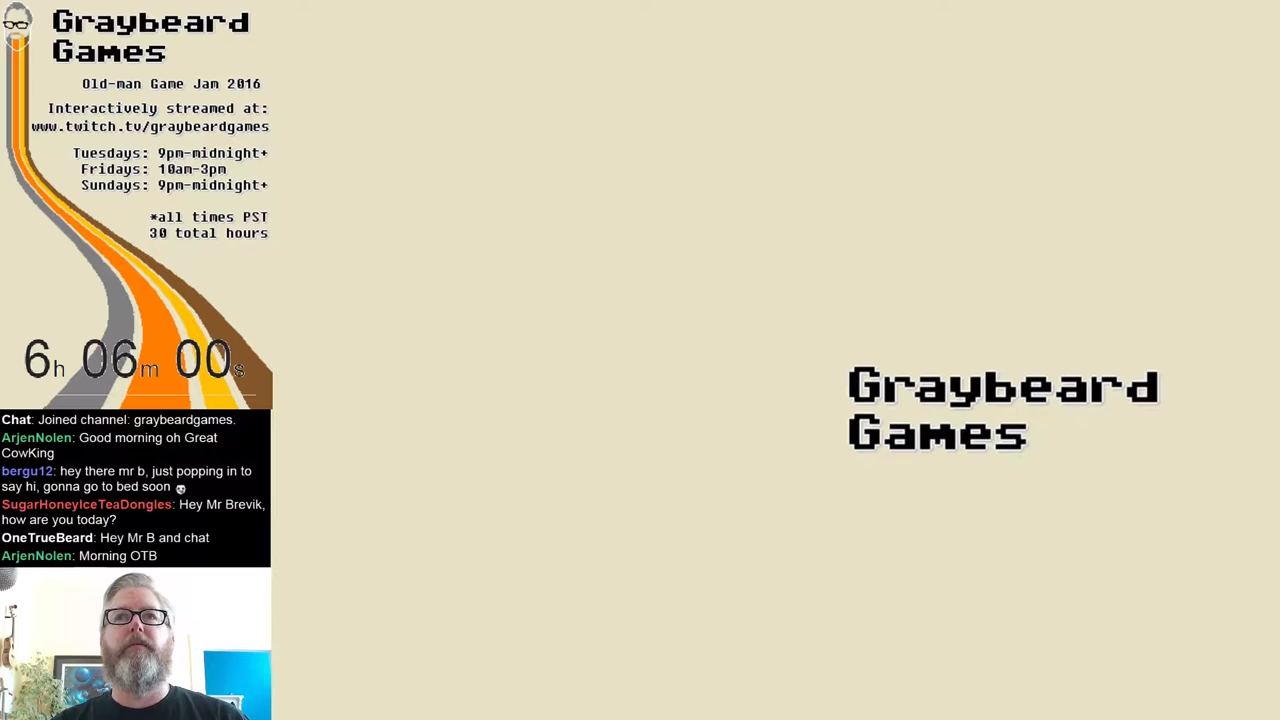 Graybeard
Games
Old-man Game Jam 2016
Interactively streamed at:
www.twitch.tv/graybeardgames
Tuesdays: 9pm-midnight+
Fridays: 10am-3pm
Sundays: 9pm-midnight+
*all times PST
30 total hours
6h 06m 00s
Chat: Joined channel: graybeardgames.
ArjenNolen: Good morning oh Great
CowKing
bergu12: hey there mr b, just popping in to
say hi, gonna go to bed soon
SugarHoneyIceTeaDongles: Hey Mr Brevik,
how are you today?
OneTrueBeard: Hey Mr B and chat
ArjenNolen: Morning OTB
Graybeard
Games